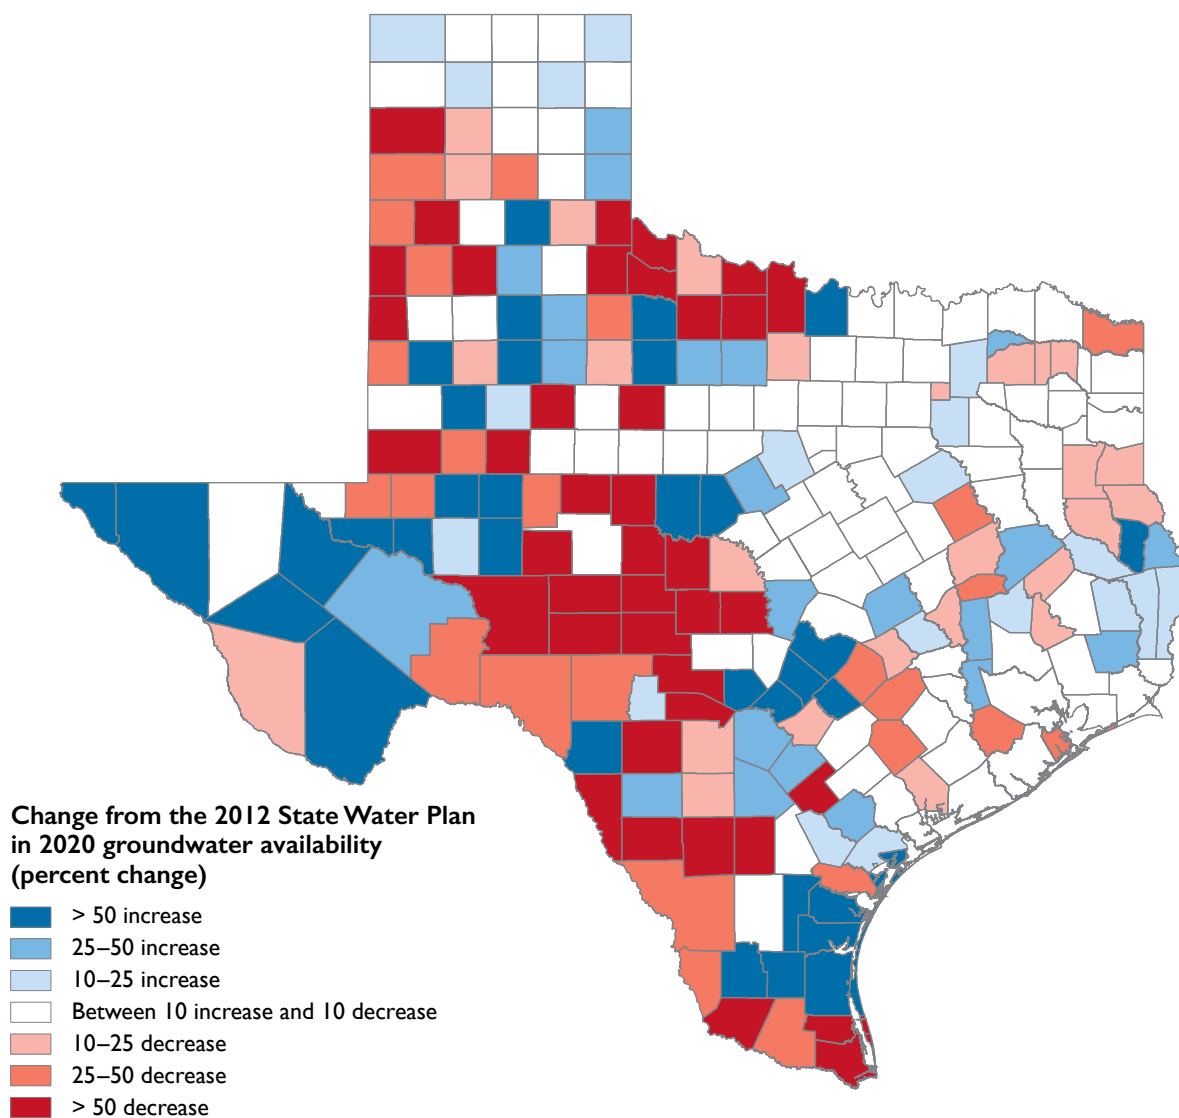 Change from the 2012 State Water Plan
in 2020 groundwater availability
(percent change)
> 50 increase
25–50 increase
10–25 increase
Between 10 increase and 10 decrease
10–25 decrease
25–50 decrease
> 50 decrease